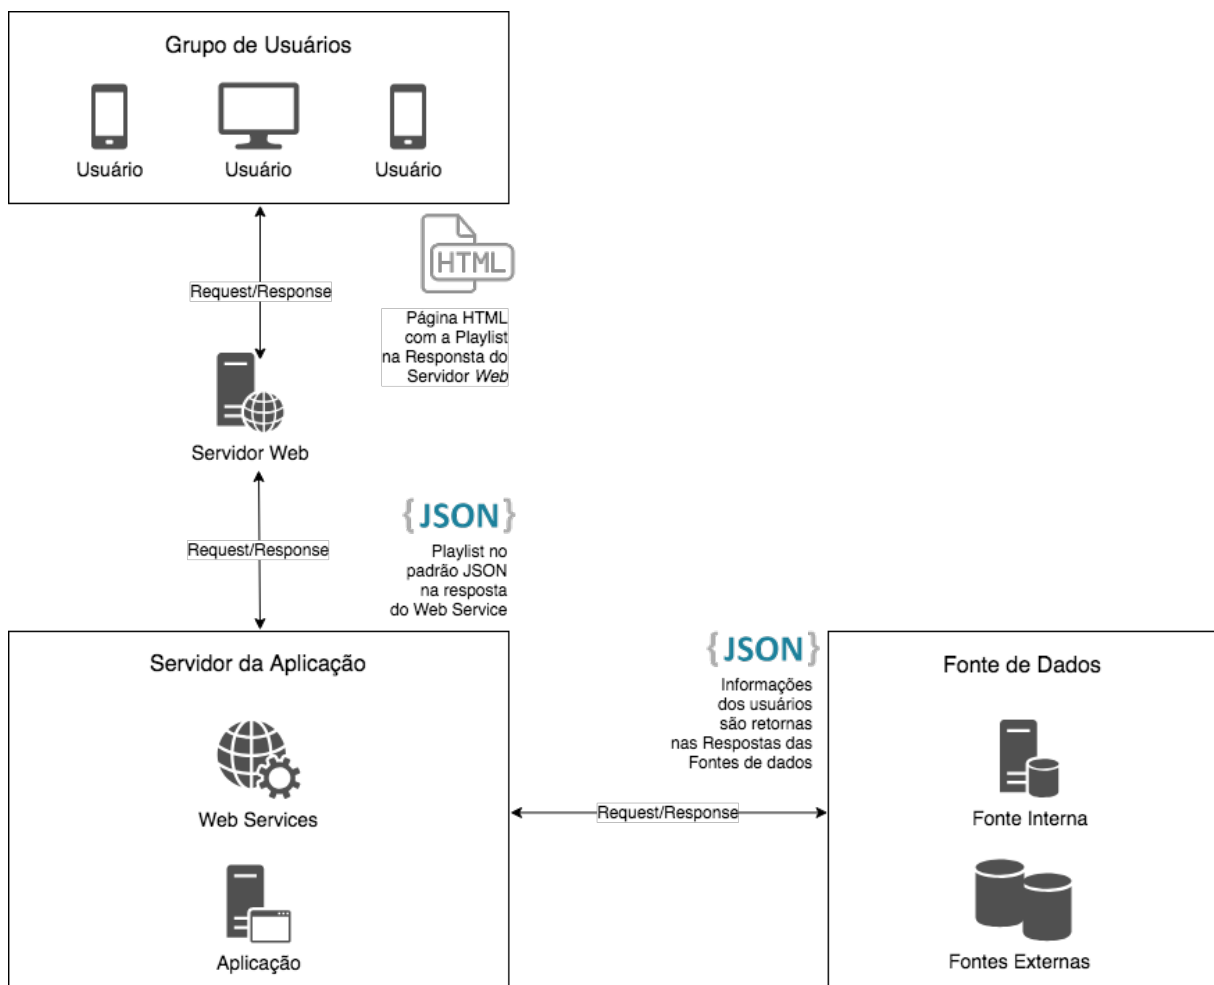 Grupo de Usuários
Usuário
Usuário
Usuário
HTML
Request/Response
Página HTML
com a Playlist
na Responsta do
Servidor Web
Servidor Web
{JSON}
Request/Response
Playlist no
padrão JSON
na resposta
do Web Service
Servidor da Aplicação
Web Services
Aplicação
{JSON}
Informações
dos usuários
são retornas
nas Respostas das
Fontes de dados
Request/Response
Fonte de Dados
Fonte Interna
Fontes Externas